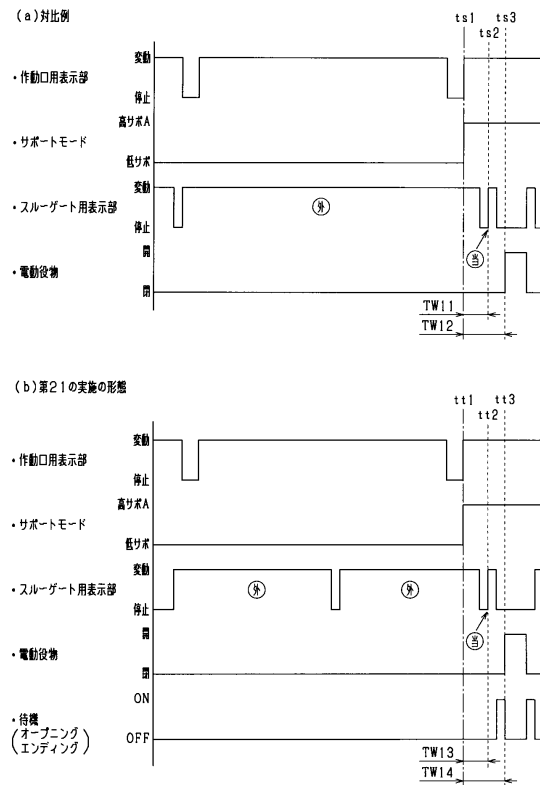 (a)対比例
ts1
ts2
ts3
・作動口用表示部
変動
停止
・サポートモード
高サポA
低サポ
・スルーゲート用表示部
変動
停止
外
当
・電動役物
開
閉
TW11
TW12
(b)第21の実施の形態
tt1
tt2
tt3
・作動口用表示部
変動
停止
・サポートモード
高サポA
低サポ
・スルーゲート用表示部
変動
停止
外
外
当
・電動役物
開
閉
・待機
(オープニング
エンディング)
ON
OFF
TW13
TW14